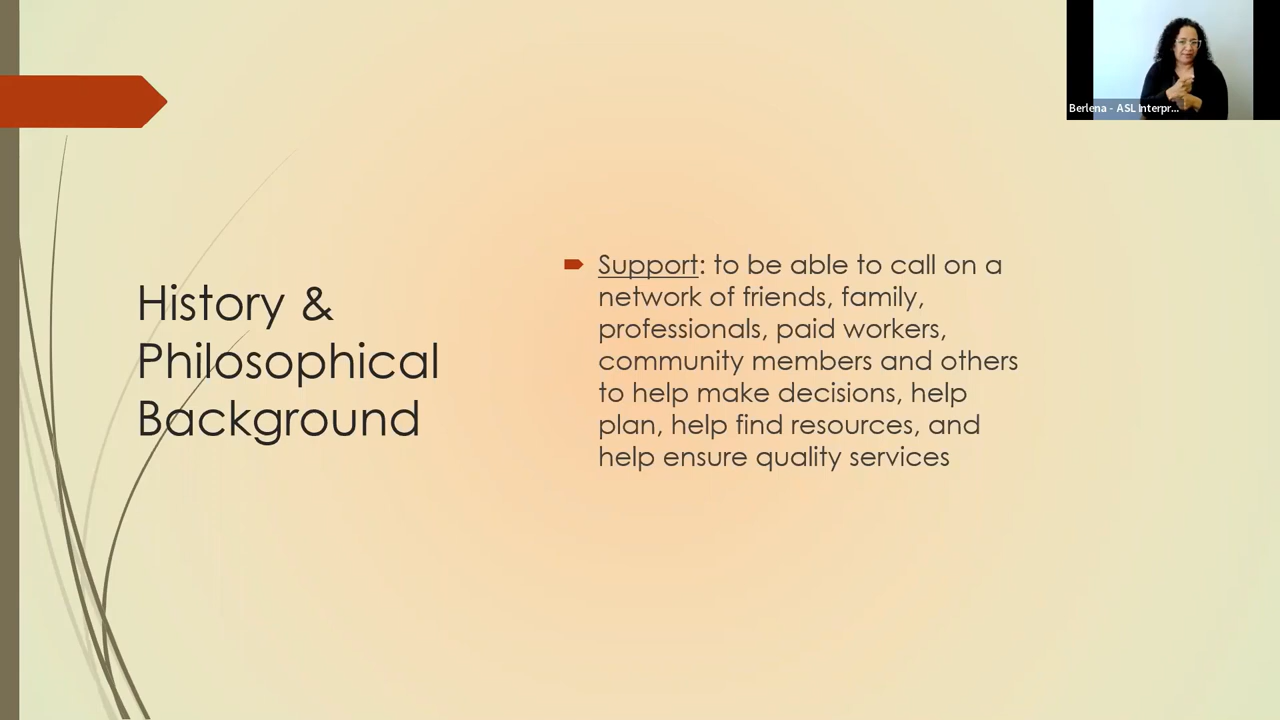 Berlena - ASL Interpr...
History &
Philosophical
Background
Support: to be able to call on a
network of friends, family,
professionals, paid workers,
community members and others
to help make decisions, help
plan, help find resources, and
help ensure quality services